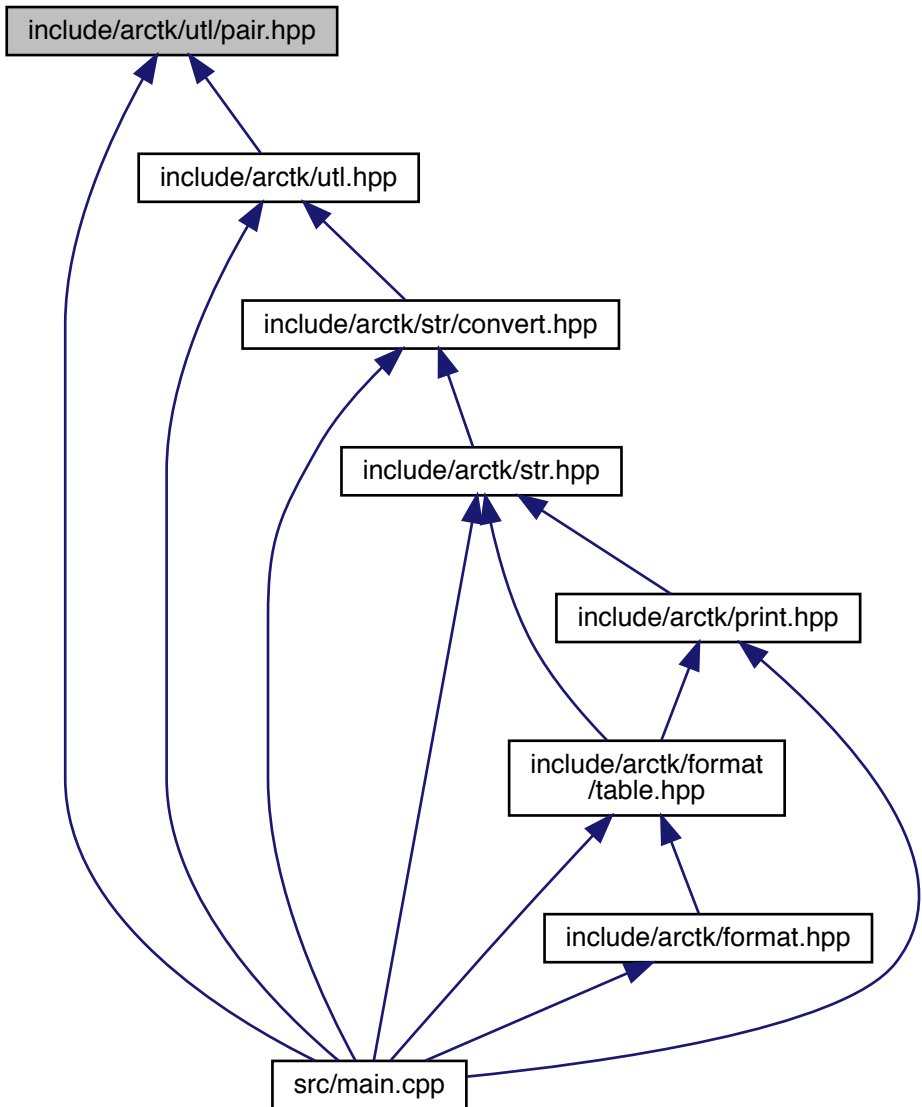 include/arctk/utl/pair.hpp
include/arctk/utl.hpp
include/arctk/str/convert.hpp
include/arctk/str.hpp
include/arctk/print.hpp
include/arctk/format
/table.hpp
include/arctk/format.hpp
src/main.cpp